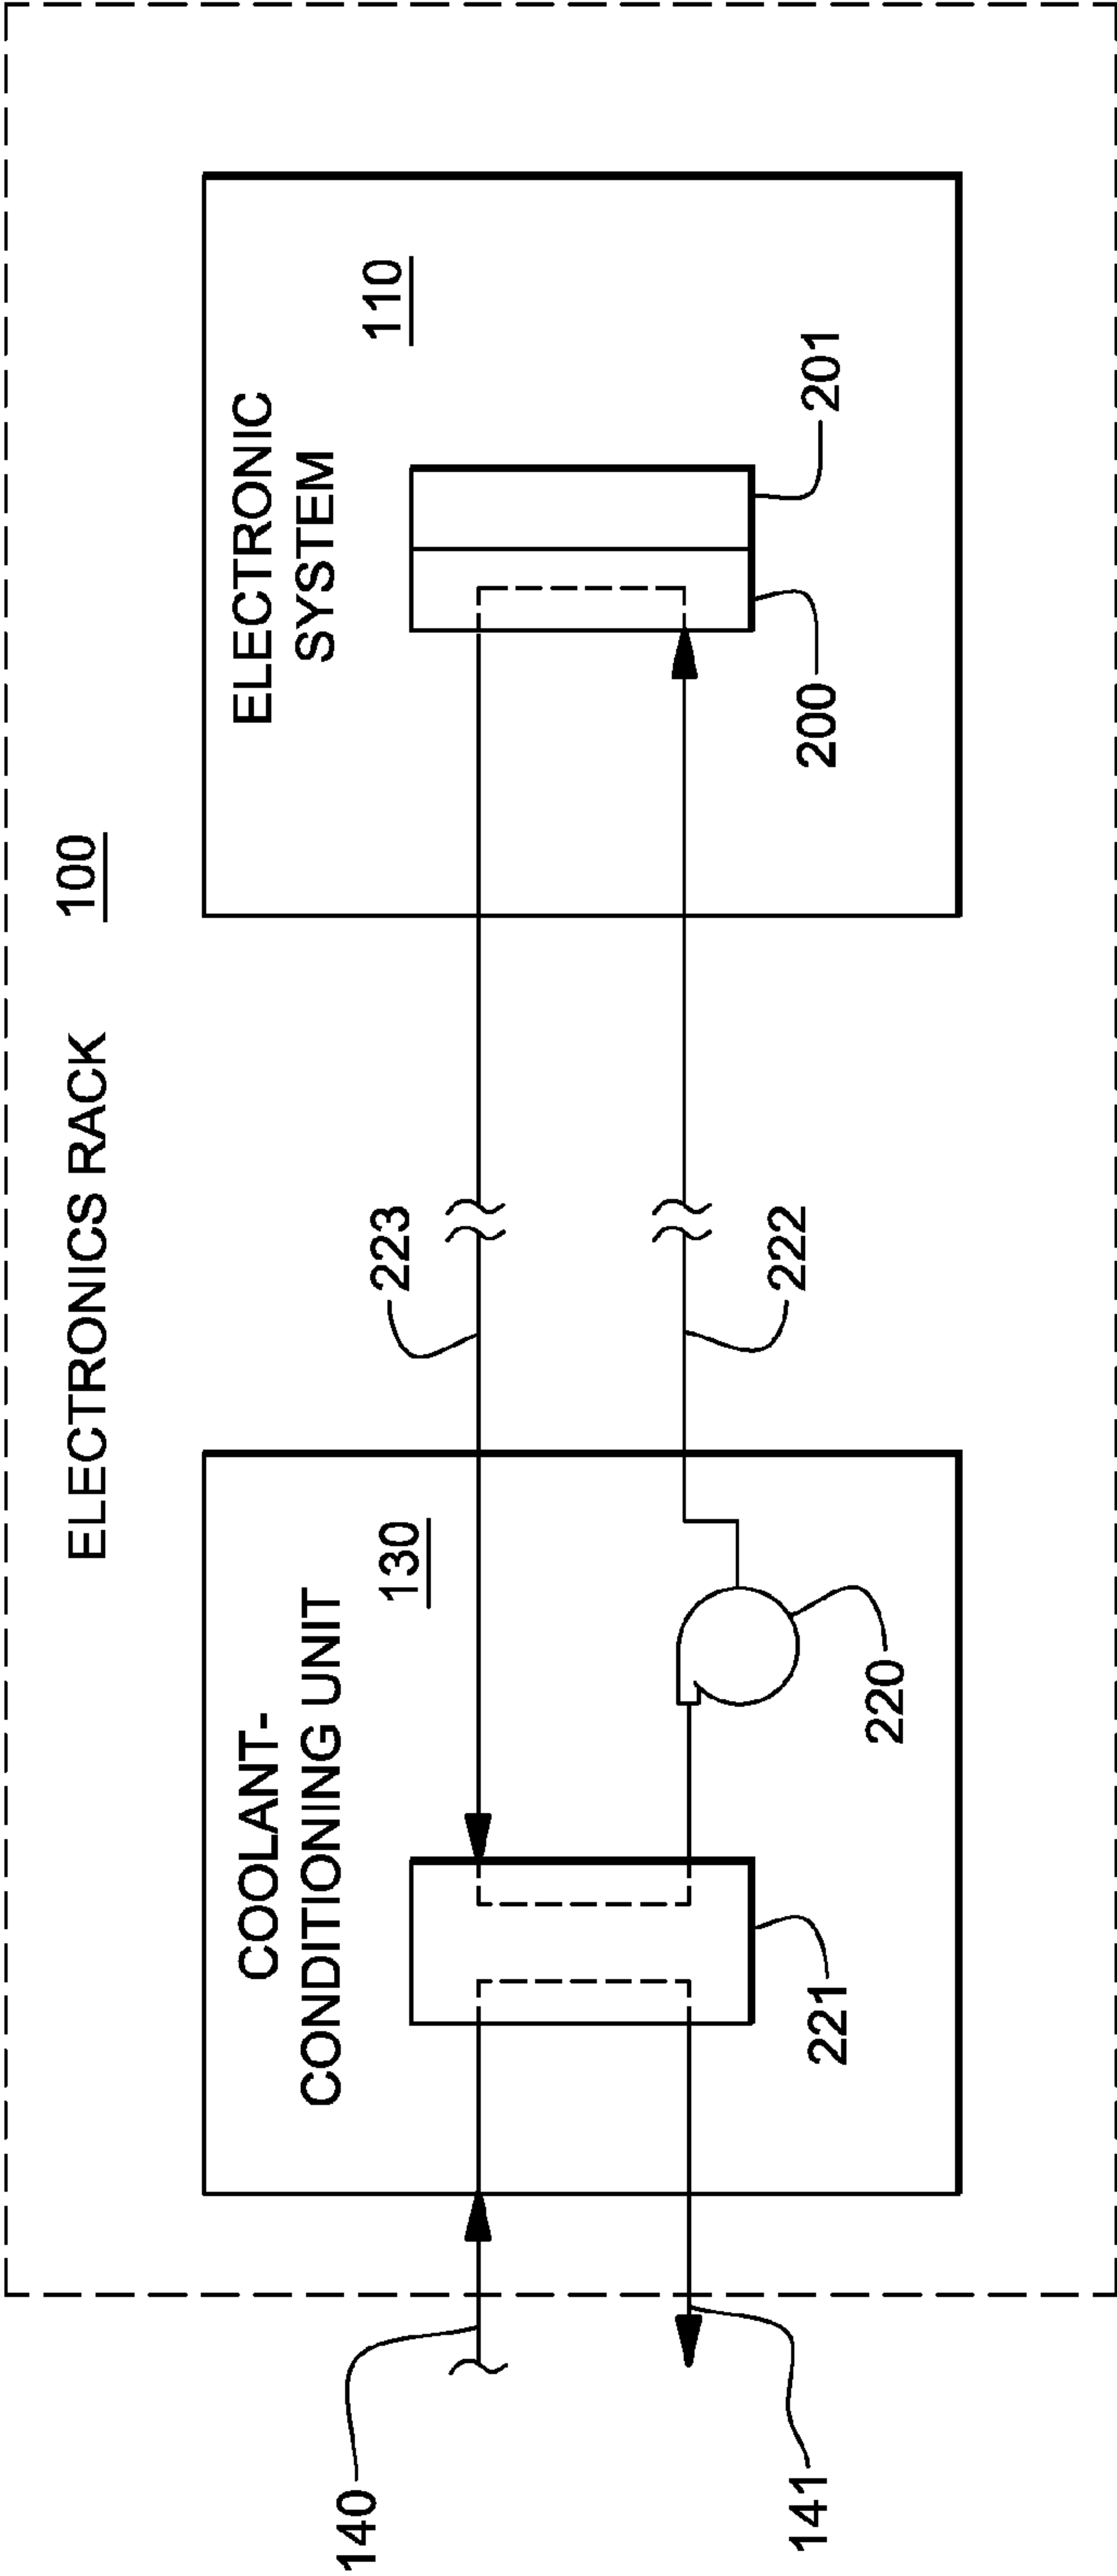 ELECTRONICS RACK 100
COOLANT-
CONDITIONING UNIT
130
ELECTRONIC
SYSTEM
110
140
141
221
220
223
222
200
201